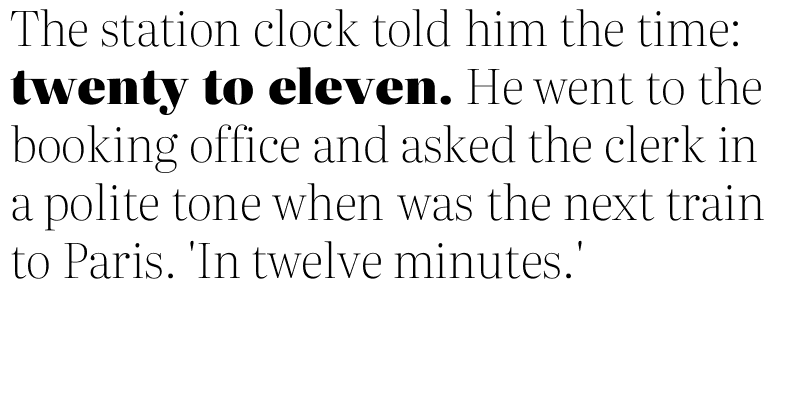 The station clock told him the time:
twenty to eleven. He went to the
booking office and asked the clerk in
a polite tone when was the next train
to Paris. 'In twelve minutes.'